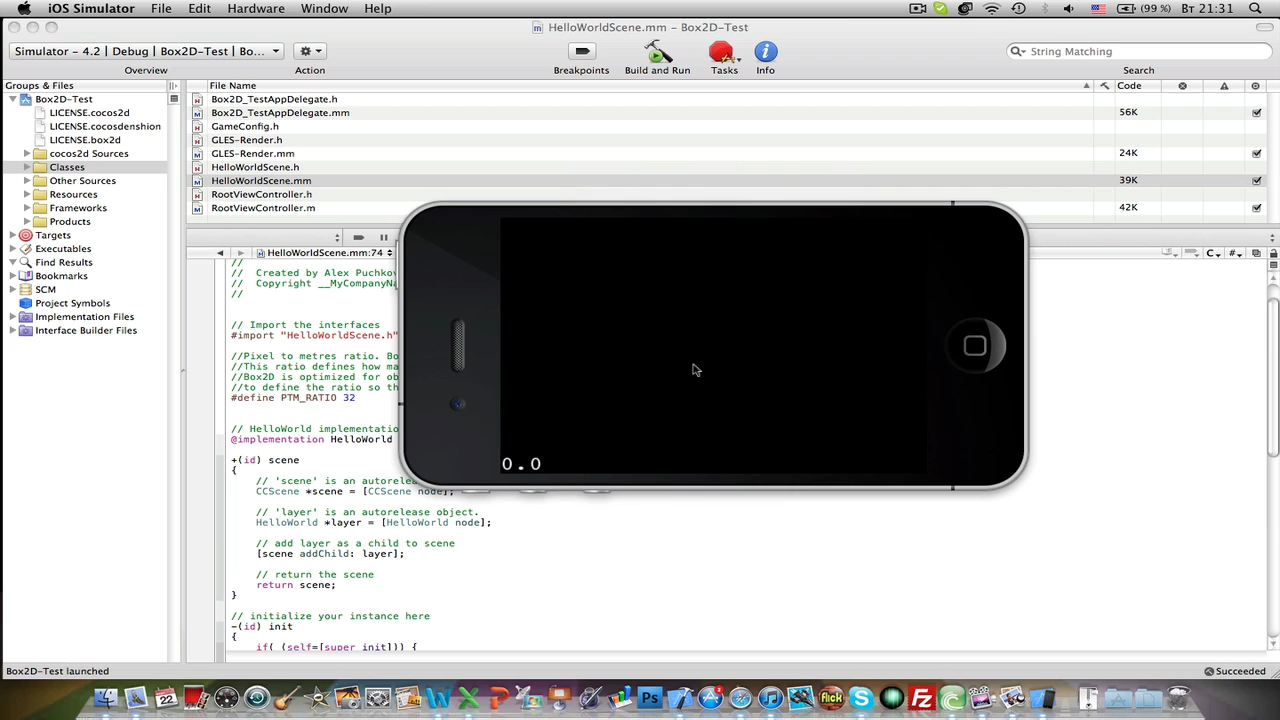 iOS Simulator File Edit Hardware Window Help (99 %) Вт 21:31
HelloWorldScene.mm - Box2D-Test
Simulator - 4.2 | Debug | Box2D-Test | Bo...
String Matching
Overview Action Breakpoints Build and Run Tasks Info Search
Groups & Files
Box2D-Test
LICENSE.cocos2d
LICENSE.cocosdenshion
LICENSE.box2d
cocos2d Sources
Classes
Other Sources
Resources
Frameworks
Products
Targets
Executables
Find Results
Bookmarks
SCM
Project Symbols
Implementation Files
Interface Builder Files
File Name Code
Box2D_TestAppDelegate.h
Box2D_TestAppDelegate.mm 56K
GameConfig.h
GLES-Render.h
GLES-Render.mm 24K
HelloWorldScene.h
HelloWorldScene.mm 39K
RootViewController.h
RootViewController.m 42K
HelloWorldScene.mm:74 C #
//
// Created by Alex Puchkov
// Copyright __MyCompanyNa
//
// Import the interfaces
#import "HelloWorldScene.h"
//Pixel to metres ratio. Bo
//This ratio defines how ma
//Box2D is optimized for ob
//to define the ratio so th
#define PTM_RATIO 32
// HelloWorld implementatio
@implementation HelloWorld
+(id) scene
{
// 'scene' is an autorelease object.
CCScene *scene = [CCScene node];
// 'layer' is an autorelease object.
HelloWorld *layer = [HelloWorld node];
// add layer as a child to scene
[scene addChild: layer];
// return the scene
return scene;
}
// initialize your instance here
-(id) init
{
if( (self=[super init])) {
0.0
Box2D-Test launched
Succeeded
22
W X P Ps flick S FZ